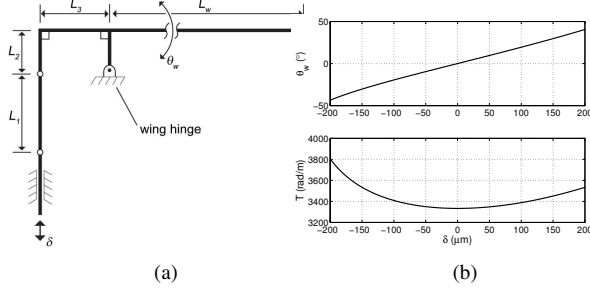 L3
Lw
L2
θw
L1
wing hinge
δ
(a)
50
0
−50
θw (°)
−200 −150 −100 −50 0 50 100 150 200
4000
3800
3600
3400
3200
T (rad/m)
−200 −150 −100 −50 0 50 100 150 200
δ (μm)
(b)